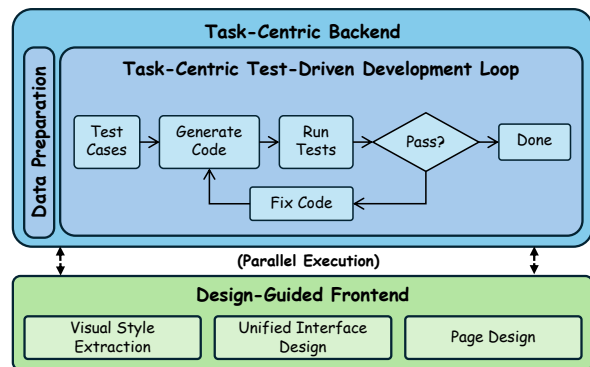 Task-Centric Backend
Data Preparation
Task-Centric Test-Driven Development Loop
Test
Cases
Generate
Code
Run
Tests
Pass?
Done
Fix Code
(Parallel Execution)
Design-Guided Frontend
Visual Style
Extraction
Unified Interface
Design
Page Design